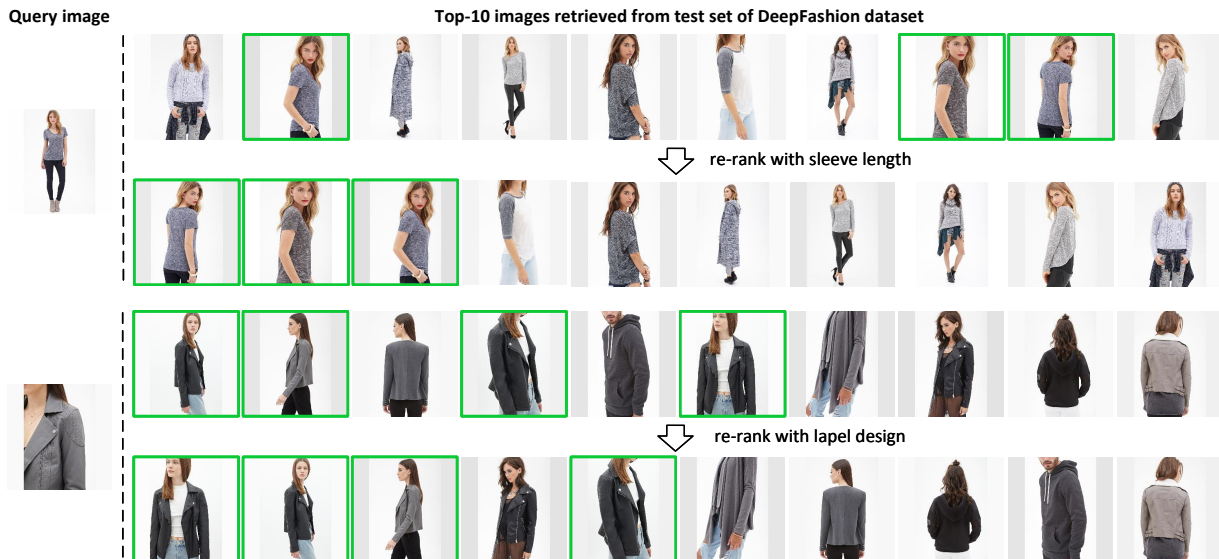 Query image
Top-10 images retrieved from test set of DeepFashion dataset
re-rank with sleeve length
re-rank with lapel design